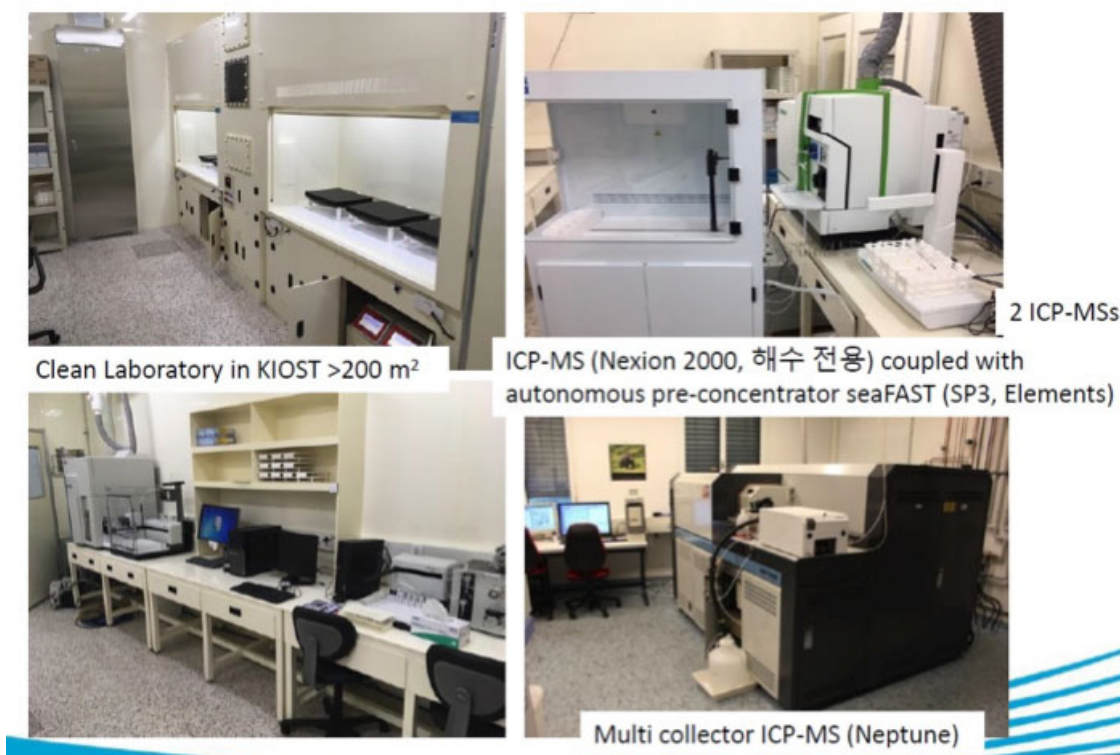 2 ICP-MSs
Clean Laboratory in KIOST >200 m²
ICP-MS (Nexion 2000, 해수 전용) coupled with
autonomous pre-concentrator seaFAST (SP3, Elements)
Multi collector ICP-MS (Neptune)